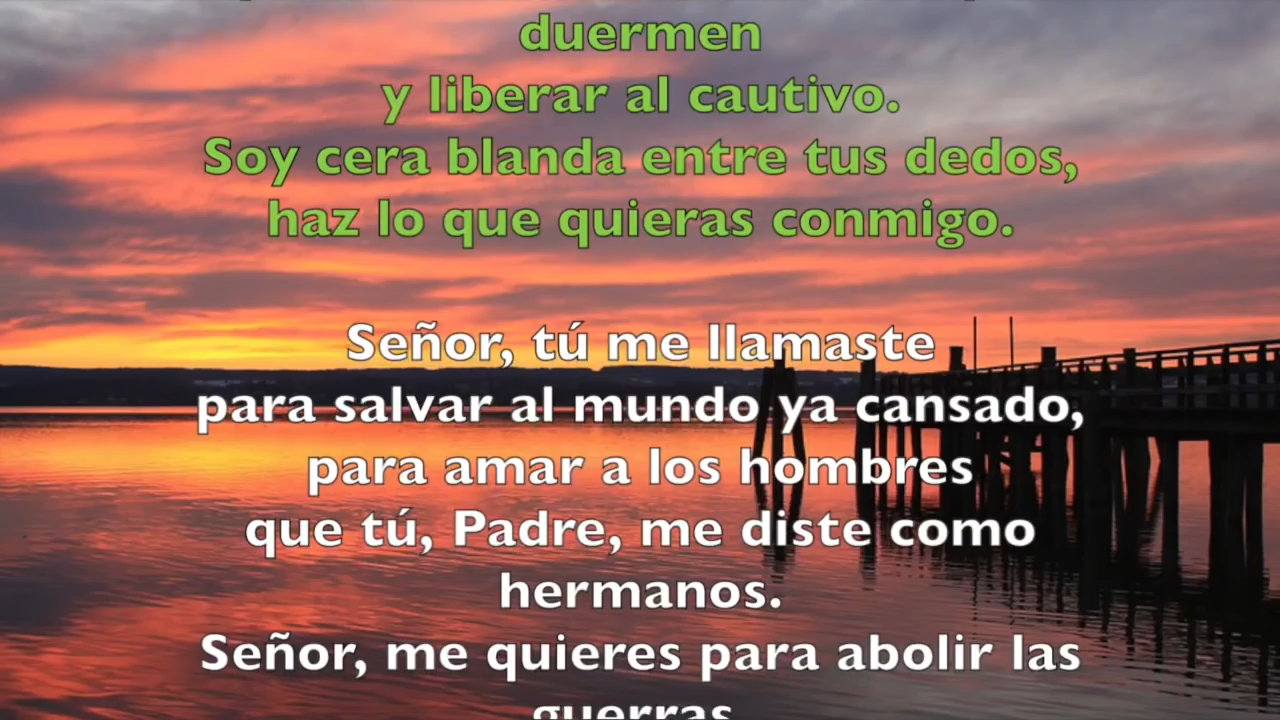 duermen
y liberar al cautivo.
Soy cera blanda entre tus dedos,
haz lo que quieras conmigo.
Señor, tú me llamaste
para salvar al mundo ya cansado,
para amar a los hombres
que tú, Padre, me diste como
hermanos.
Señor, me quieres para abolir las
guerras